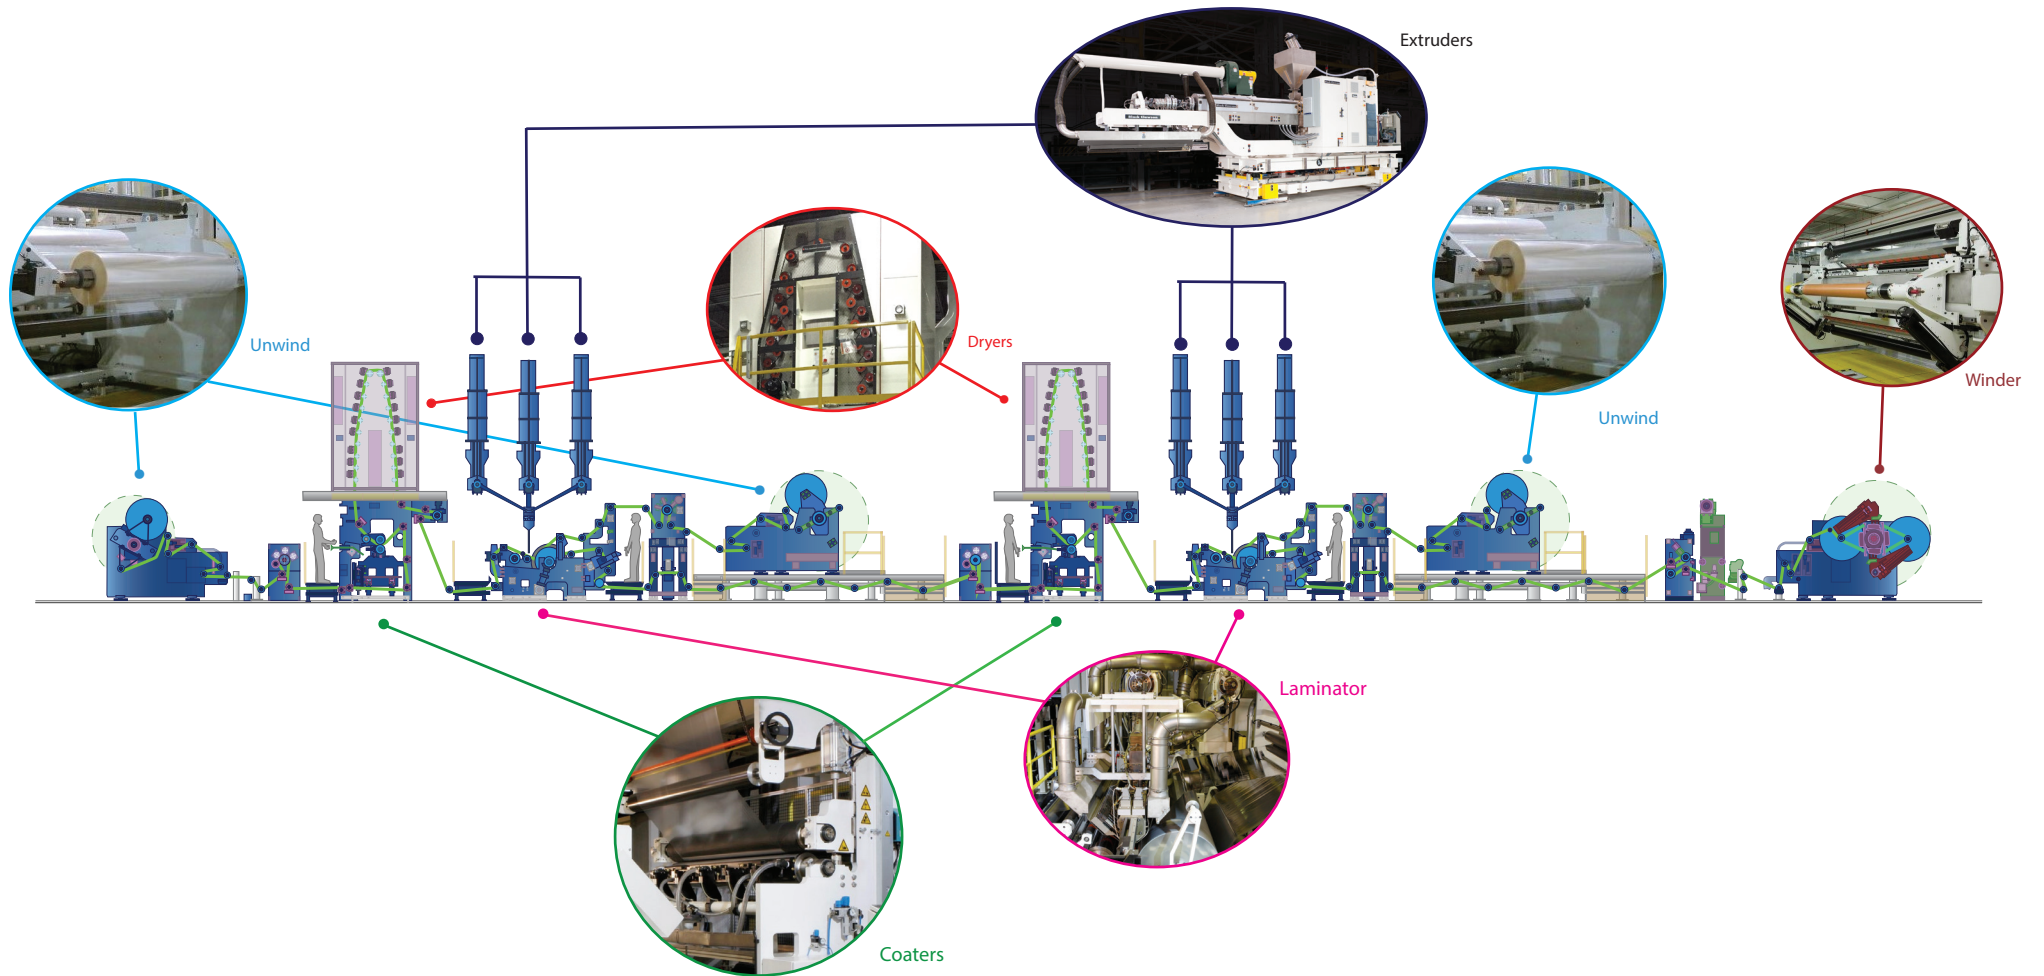 Extruders
Unwind
Dryers
Winder
Unwind
Laminator
Coaters